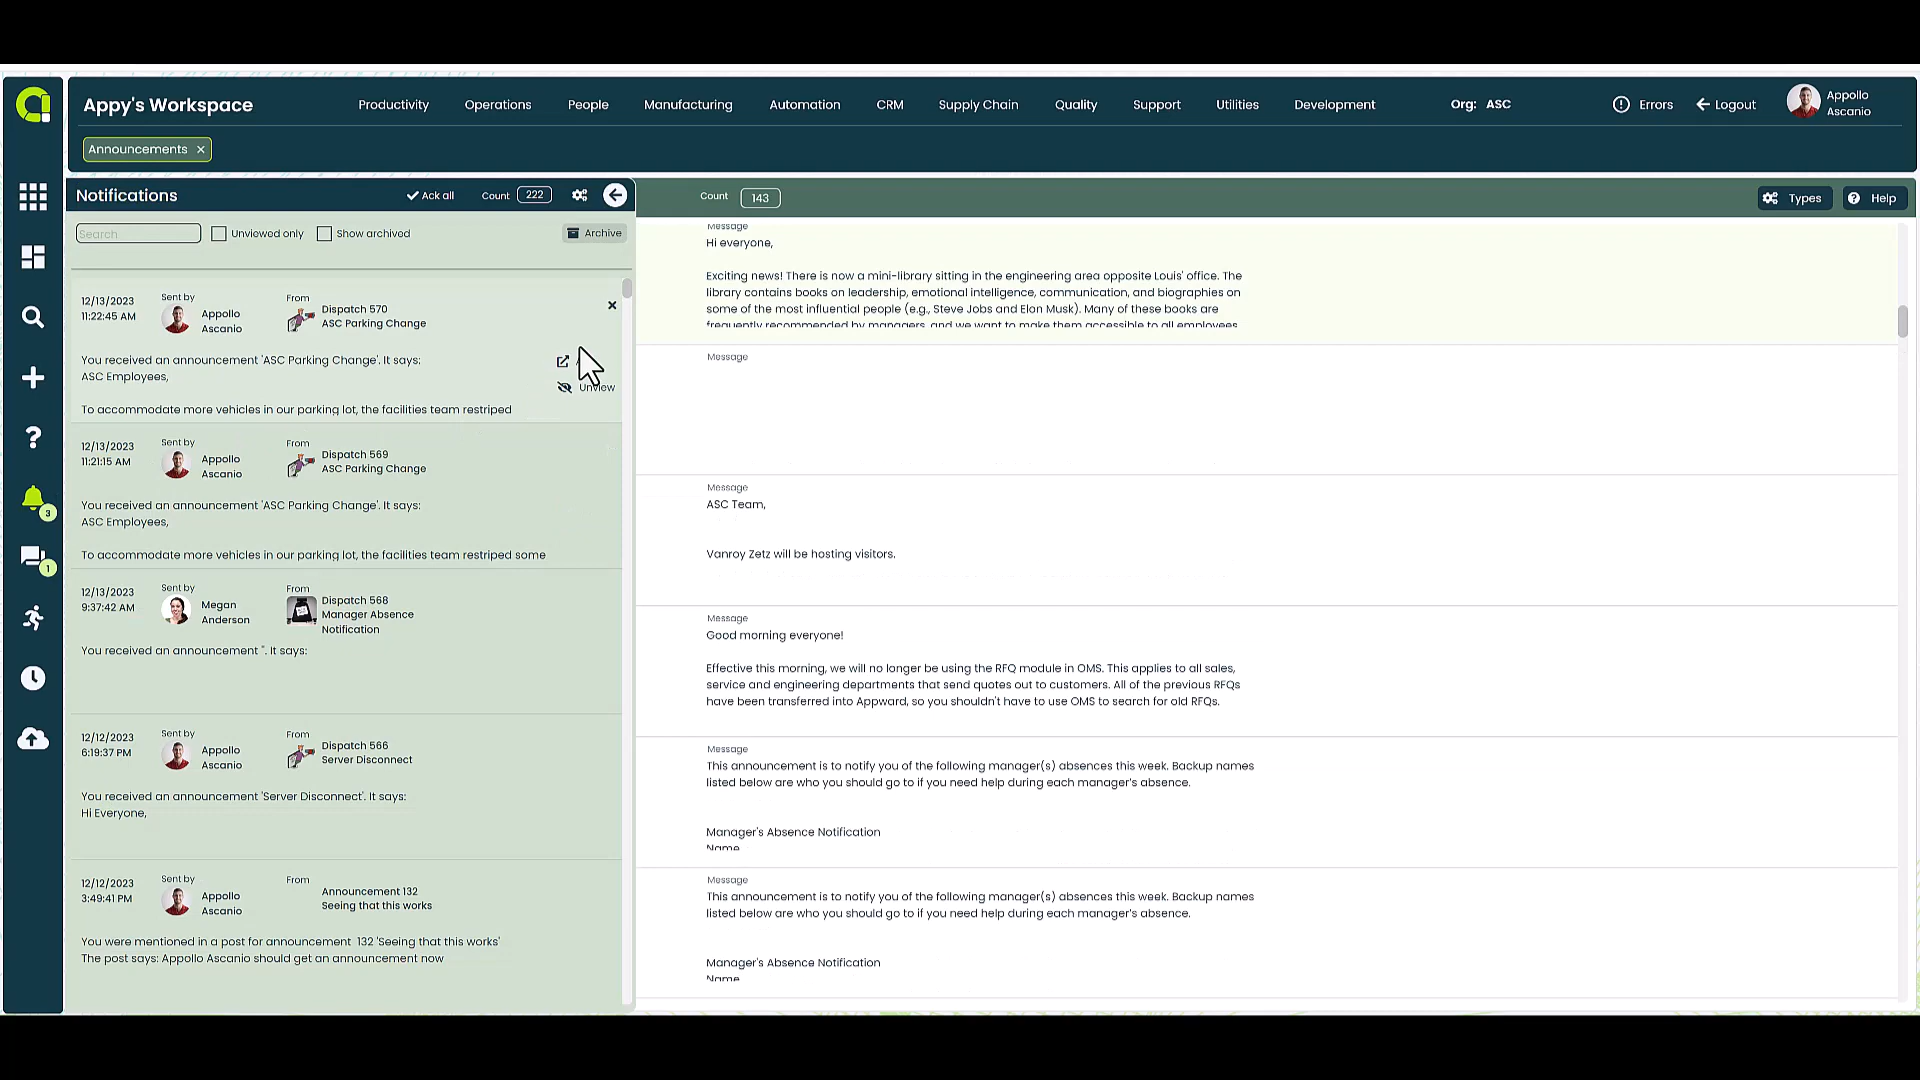 Appy's Workspace
Productivity
Operations
People
Manufacturing
Automation
CRM
Supply Chain
Quality
Support
Utilities
Development
Org: ASC
Errors
Logout
Appollo
Ascanio
Announcements
Notifications
Ack all
Count 222
Search
Unviewed only
Show archived
Archive
12/13/2023
11:22:45 AM
Sent by
Appollo
Ascanio
From
Dispatch 570
ASC Parking Change
You received an announcement 'ASC Parking Change'. It says:
ASC Employees,
To accommodate more vehicles in our parking lot, the facilities team restriped
Unview
12/13/2023
11:21:15 AM
Sent by
Appollo
Ascanio
From
Dispatch 569
ASC Parking Change
You received an announcement 'ASC Parking Change'. It says:
ASC Employees,
To accommodate more vehicles in our parking lot, the facilities team restriped some
12/13/2023
9:37:42 AM
Sent by
Megan
Anderson
From
Dispatch 568
Manager Absence
Notification
You received an announcement ''. It says:
12/12/2023
6:19:37 PM
Sent by
Appollo
Ascanio
From
Dispatch 566
Server Disconnect
You received an announcement 'Server Disconnect'. It says:
Hi Everyone,
12/12/2023
3:49:41 PM
Sent by
Appollo
Ascanio
From
Announcement 132
Seeing that this works
You were mentioned in a post for announcement 132 'Seeing that this works'
The post says: Appollo Ascanio should get an announcement now
3
1
Count 143
Types
Help
Message
Hi everyone,
Exciting news! There is now a mini-library sitting in the engineering area opposite Louis' office. The
library contains books on leadership, emotional intelligence, communication, and biographies on
some of the most influential people (e.g., Steve Jobs and Elon Musk). Many of these books are
frequently recommended by managers, and we want to make them accessible to all employees
Message
Message
ASC Team,
Vanroy Zetz will be hosting visitors.
Message
Good morning everyone!
Effective this morning, we will no longer be using the RFQ module in OMS. This applies to all sales,
service and engineering departments that send quotes out to customers. All of the previous RFQs
have been transferred into Appward, so you shouldn't have to use OMS to search for old RFQs.
Message
This announcement is to notify you of the following manager(s) absences this week. Backup names
listed below are who you should go to if you need help during each manager's absence.
Manager's Absence Notification
Name
Message
This announcement is to notify you of the following manager(s) absences this week. Backup names
listed below are who you should go to if you need help during each manager's absence.
Manager's Absence Notification
Name